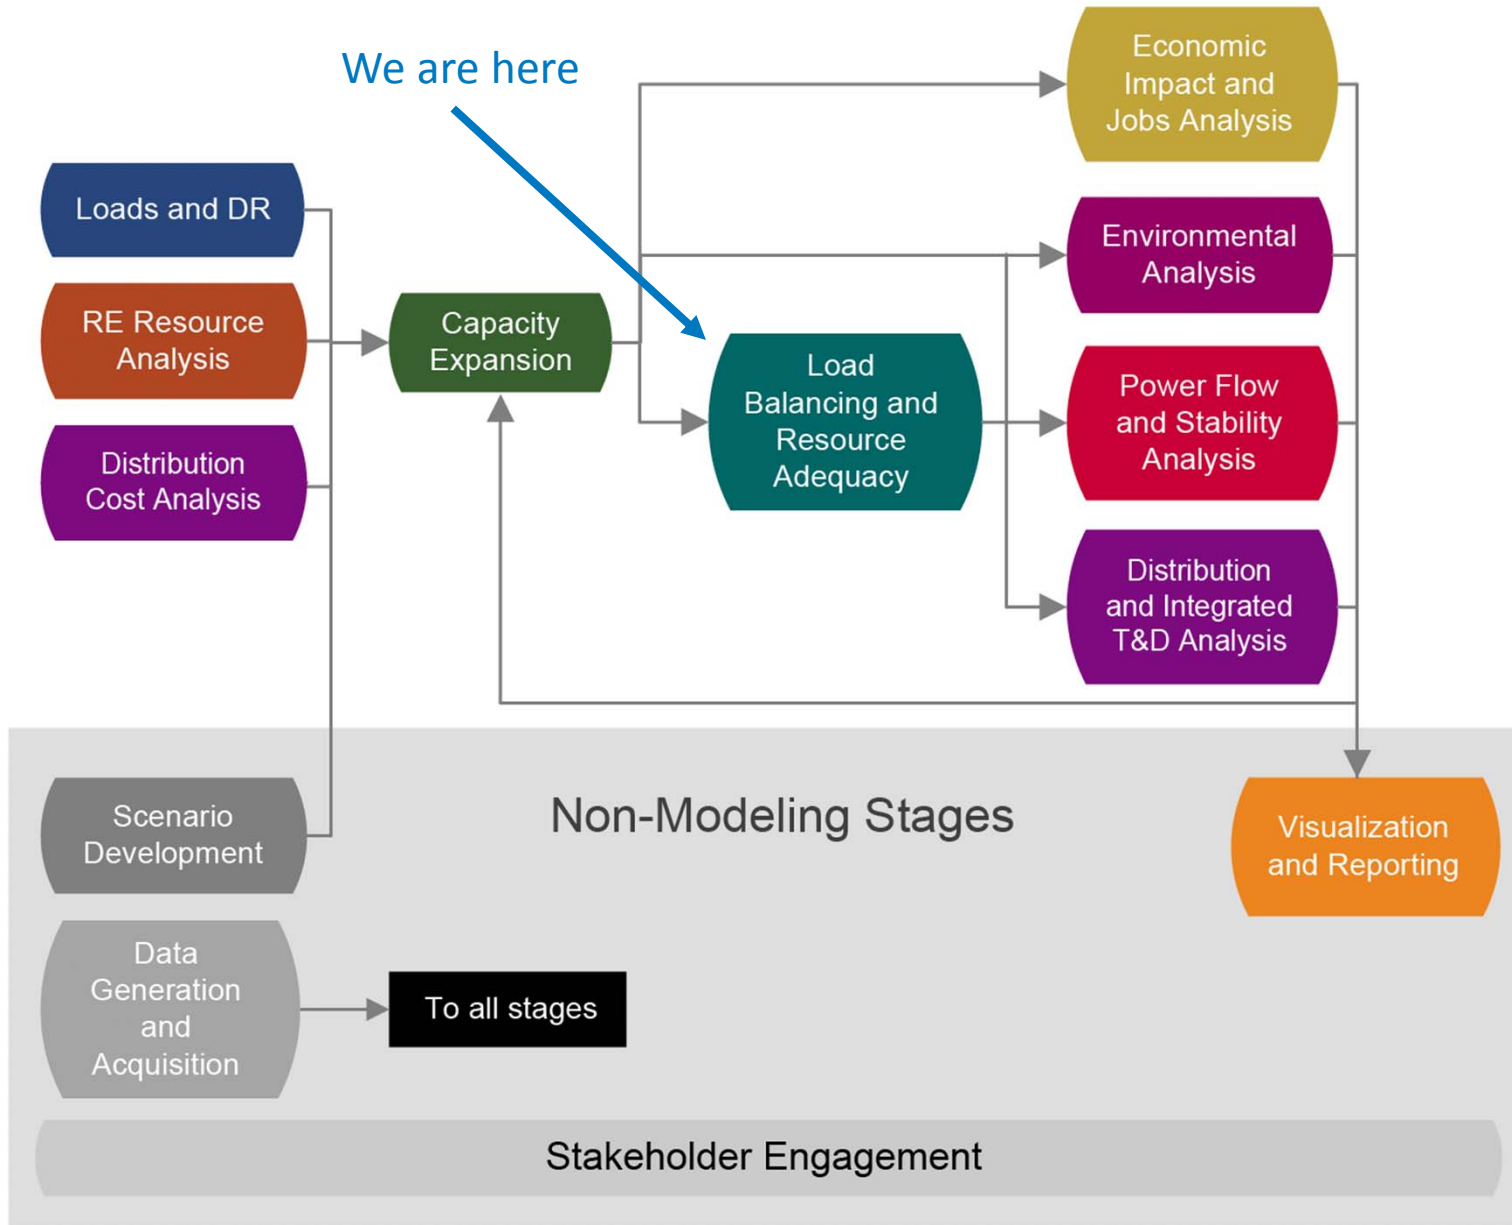 We are here
Loads and DR
RE Resource
Analysis
Distribution
Cost Analysis
Capacity
Expansion
Load
Balancing and
Resource
Adequacy
Economic
Impact and
Jobs Analysis
Environmental
Analysis
Power Flow
and Stability
Analysis
Distribution
and Integrated
T&D Analysis
Non-Modeling Stages
Scenario
Development
Data
Generation
and
Acquisition
To all stages
Visualization
and Reporting
Stakeholder Engagement